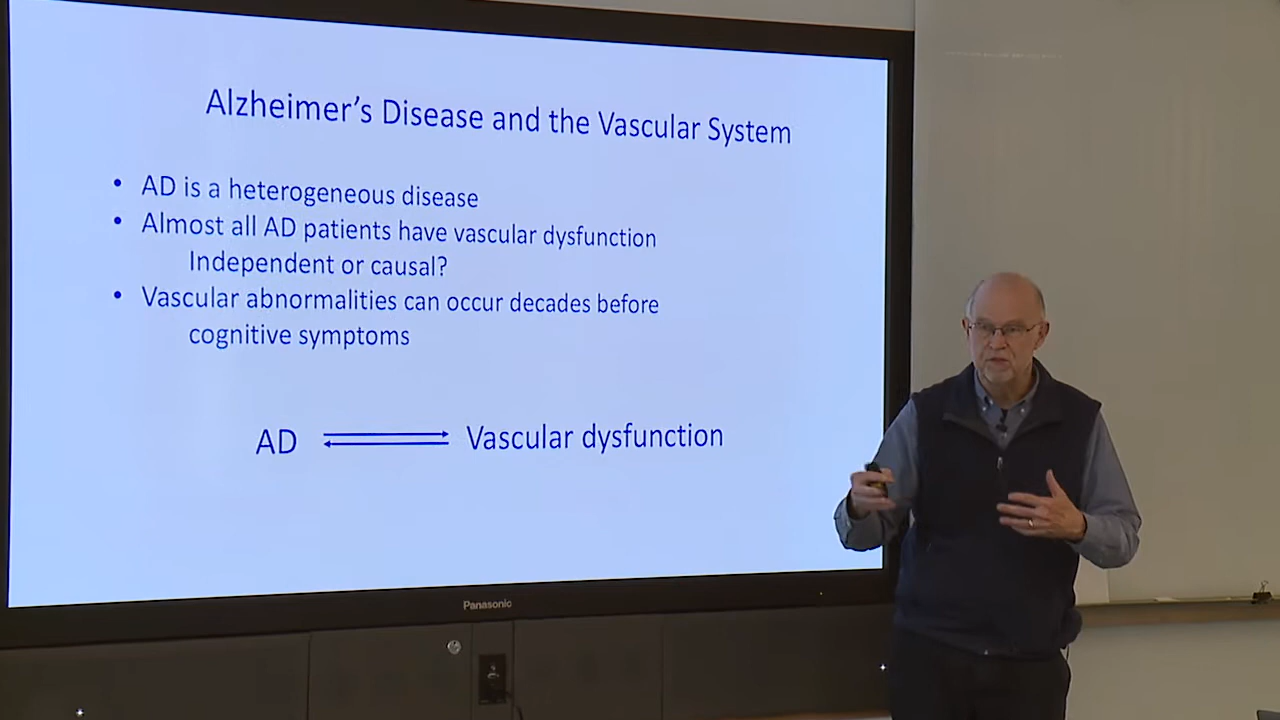 Alzheimer's Disease and the Vascular System
• AD is a heterogeneous disease
• Almost all AD patients have vascular dysfunction
Independent or causal?
• Vascular abnormalities can occur decades before
cognitive symptoms
AD Vascular dysfunction
Panasonic